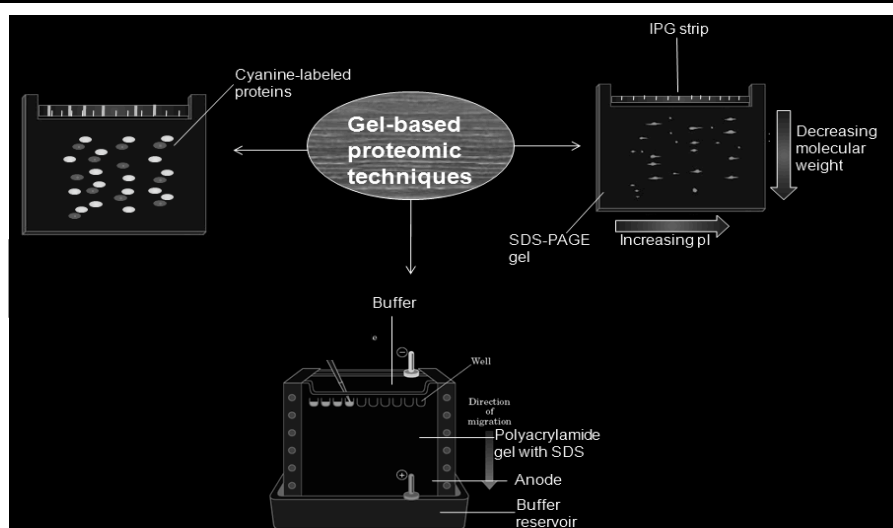 IPG strip
Cyanine-labeled
proteins
Gel-based
proteomic
techniques
Decreasing
molecular
weight
SDS-PAGE
gel
Increasing pI
Buffer
e
−
Well
Direction
of
migration
Polyacrylamide
gel with SDS
+
Anode
Buffer
reservoir